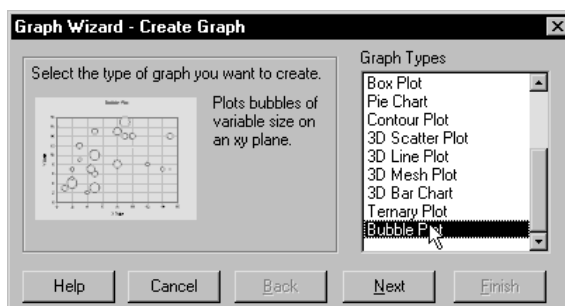 Graph Wizard - Create Graph
Select the type of graph you want to create.
Plots bubbles of
variable size on
an xy plane.
Graph Types
Box Plot
Pie Chart
Contour Plot
3D Scatter Plot
3D Line Plot
3D Mesh Plot
3D Bar Chart
Ternary Plot
Bubble Plot
Help
Cancel
Back
Next
Finish